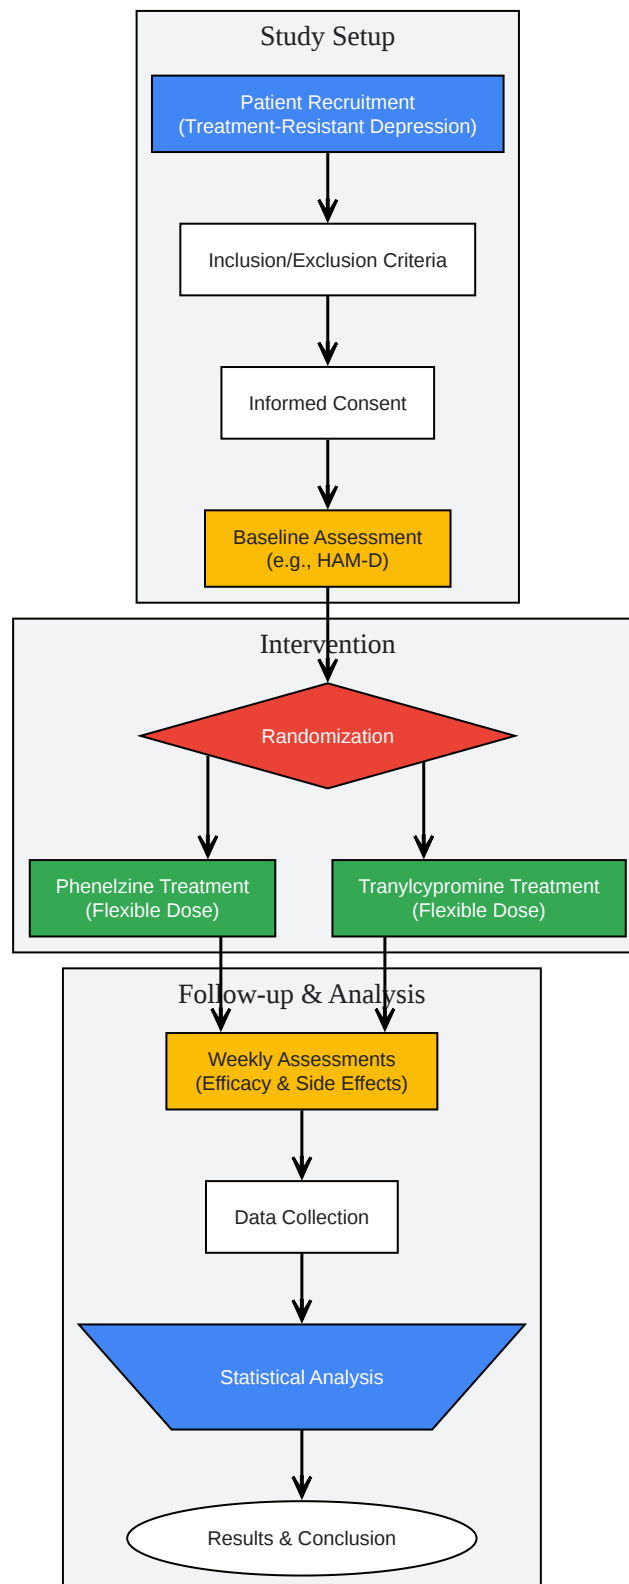 Study Setup
Patient Recruitment
(Treatment-Resistant Depression)
Inclusion/Exclusion Criteria
Informed Consent
Baseline Assessment
(e.g., HAM-D)
Intervention
Randomization
Phenelzine Treatment
(Flexible Dose)
Tranylcypromine Treatment
(Flexible Dose)
Follow-up & Analysis
Weekly Assessments
(Efficacy & Side Effects)
Data Collection
Statistical Analysis
Results & Conclusion